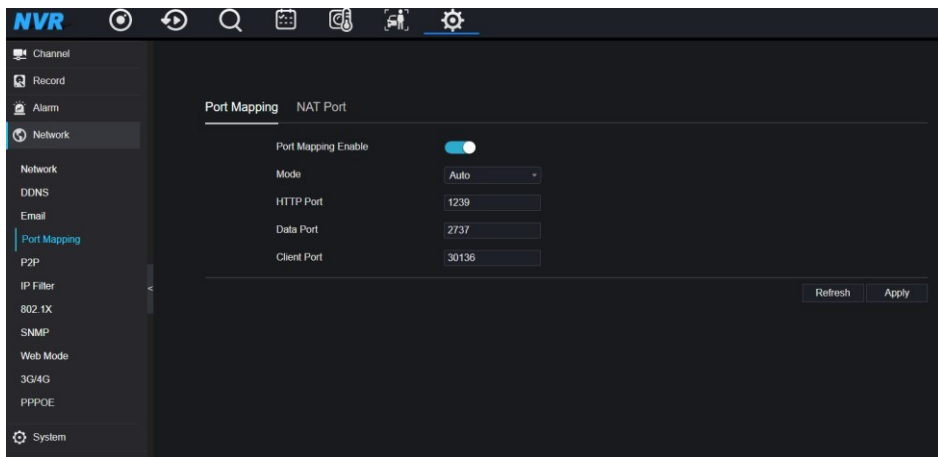 NVR
Channel
Record
Alarm
Network
Network
DDNS
Email
Port Mapping
P2P
IP Filter
802.1X
SNMP
Web Mode
3G/4G
PPPOE
System
Port Mapping NAT Port
Port Mapping Enable
Mode Auto
HTTP Port 1239
Data Port 2737
Client Port 30136
<
Refresh Apply